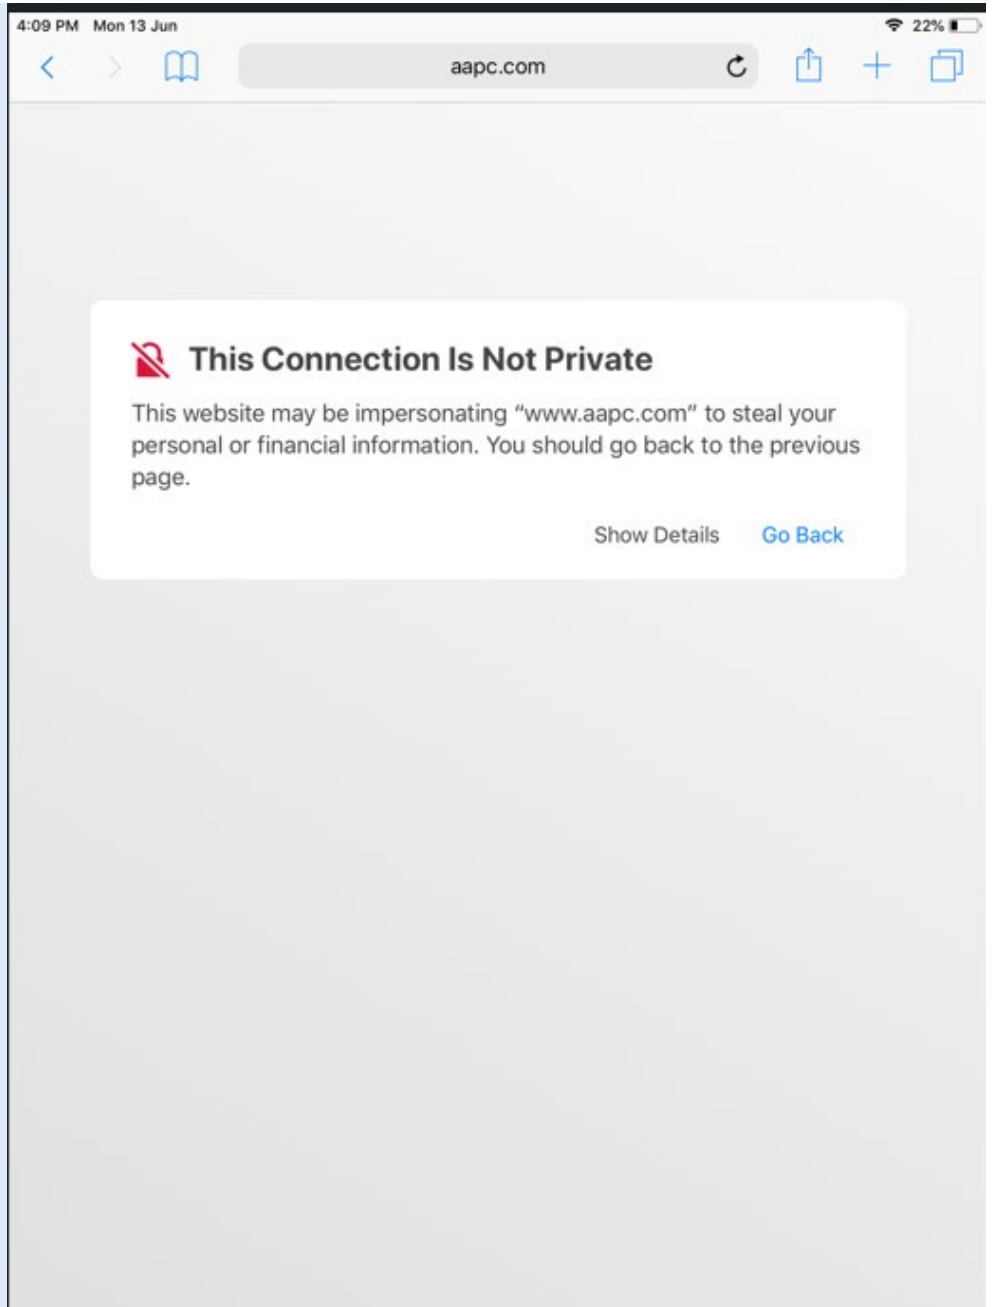 4:09 PM Mon 13 Jun 22%
aapc.com
This Connection Is Not Private
This website may be impersonating “www.aapc.com” to steal your
personal or financial information. You should go back to the previous
page.
Show Details Go Back